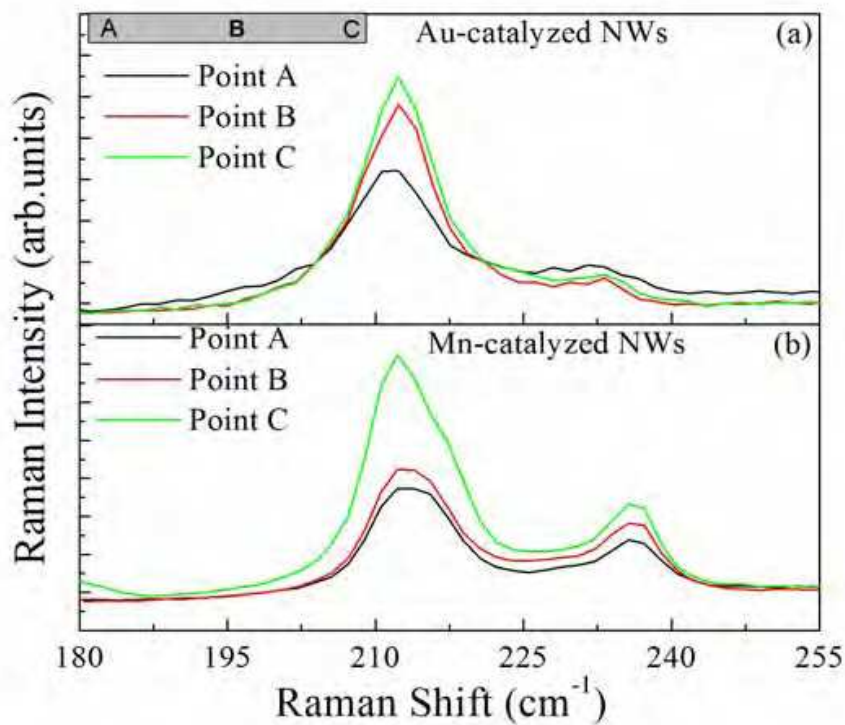 A B C
Au-catalyzed NWs (a)
Point A
Point B
Point C
Mn-catalyzed NWs (b)
Point A
Point B
Point C
Raman Intensity (arb.units)
180 195 210 225 240 255
Raman Shift (cm⁻¹)